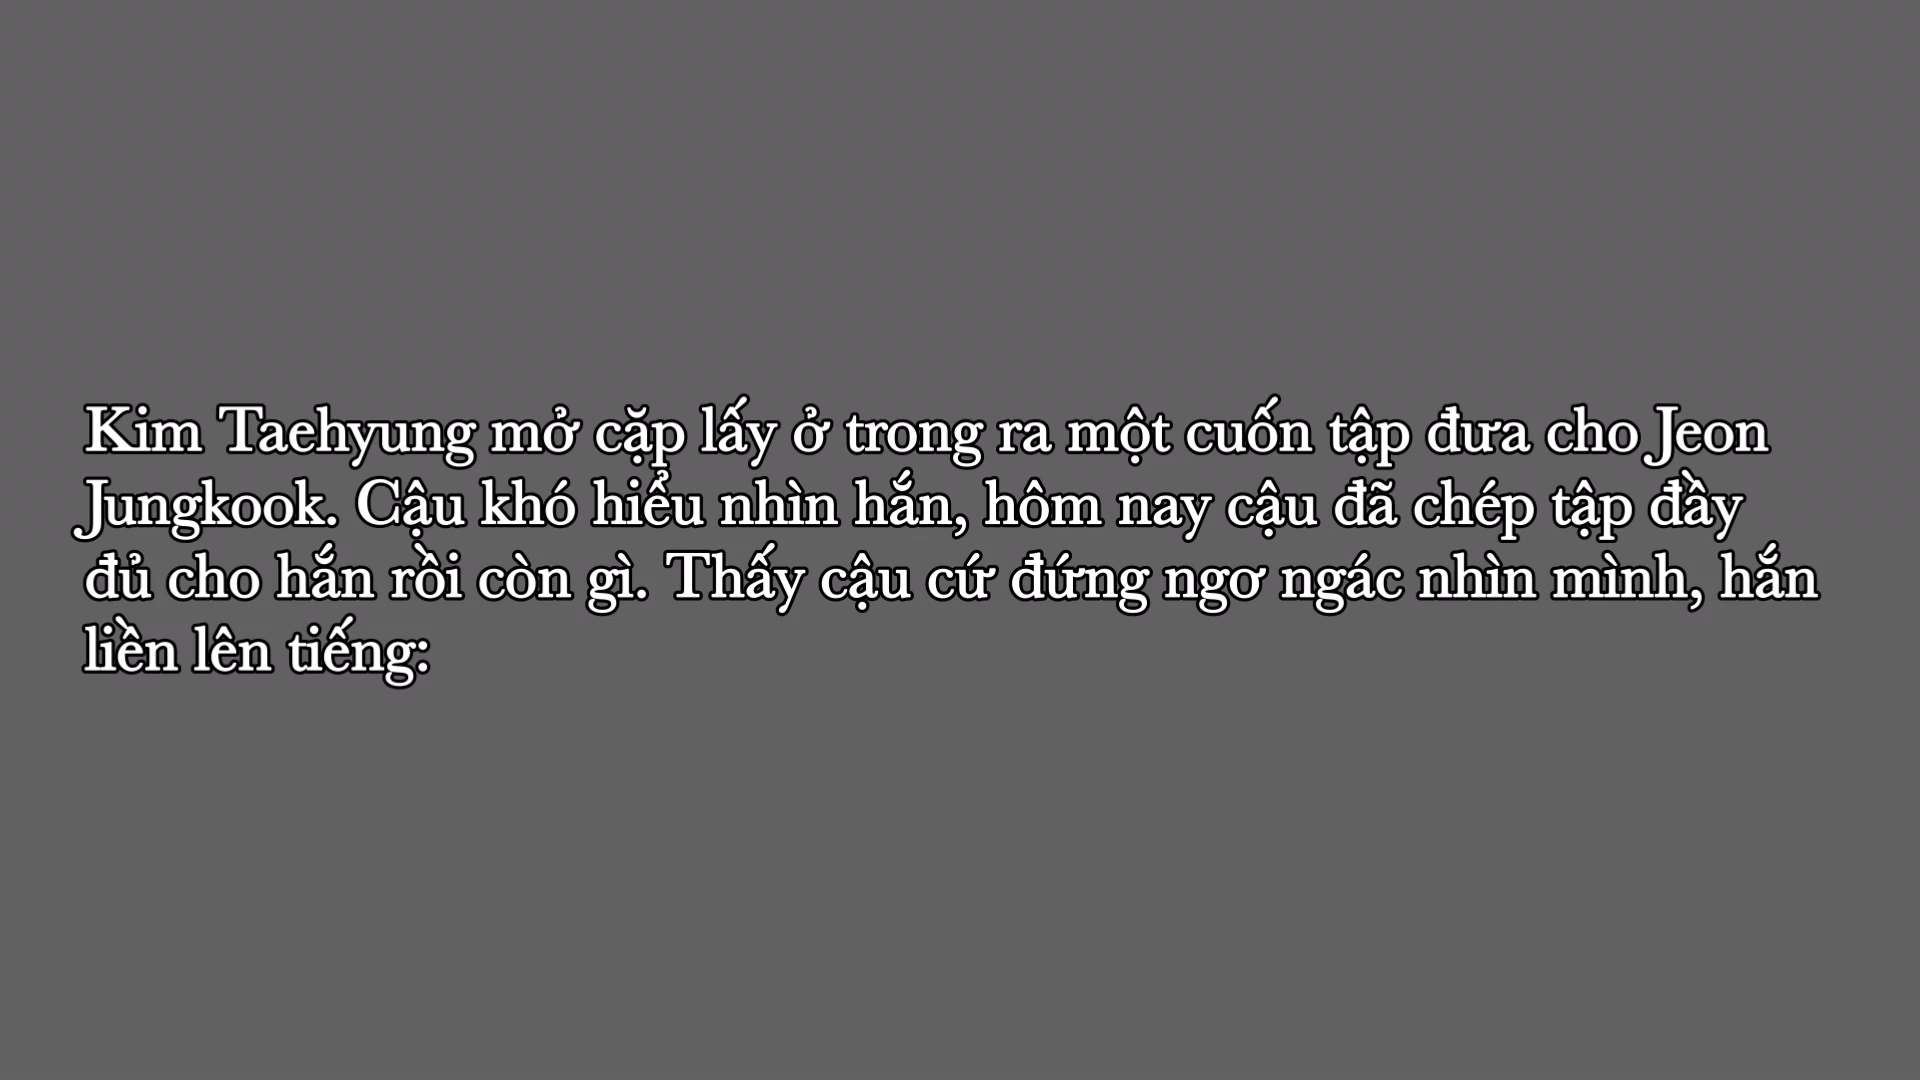 Kim Taehyung mở cặp lấy ở trong ra một cuốn tập đưa cho Jeon
Jungkook. Cậu khó hiểu nhìn hắn, hôm nay cậu đã chép tập đầy
đủ cho hắn rồi còn gì. Thấy cậu cứ đứng ngơ ngác nhìn mình, hắn
liền lên tiếng: